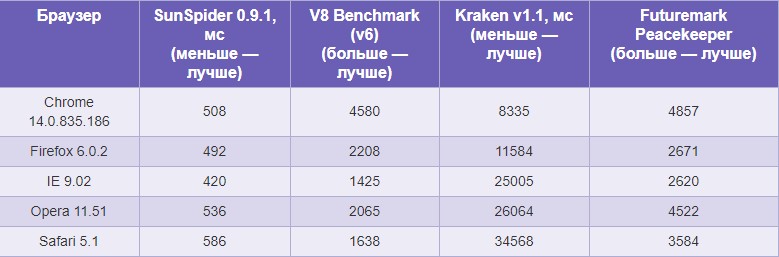 Браузер SunSpider 0.9.1, V8 Benchmark Kraken v1.1, мс Futuremark
мс (v6) (меньше — Peacekeeper
(меньше — (больше — лучше) (больше — лучше)
лучше) лучше)
Chrome
14.0.835.186 508 4580 8335 4857
Firefox 6.0.2 492 2208 11584 2671
IE 9.02 420 1425 25005 2620
Opera 11.51 536 2065 26064 4522
Safari 5.1 586 1638 34568 3584